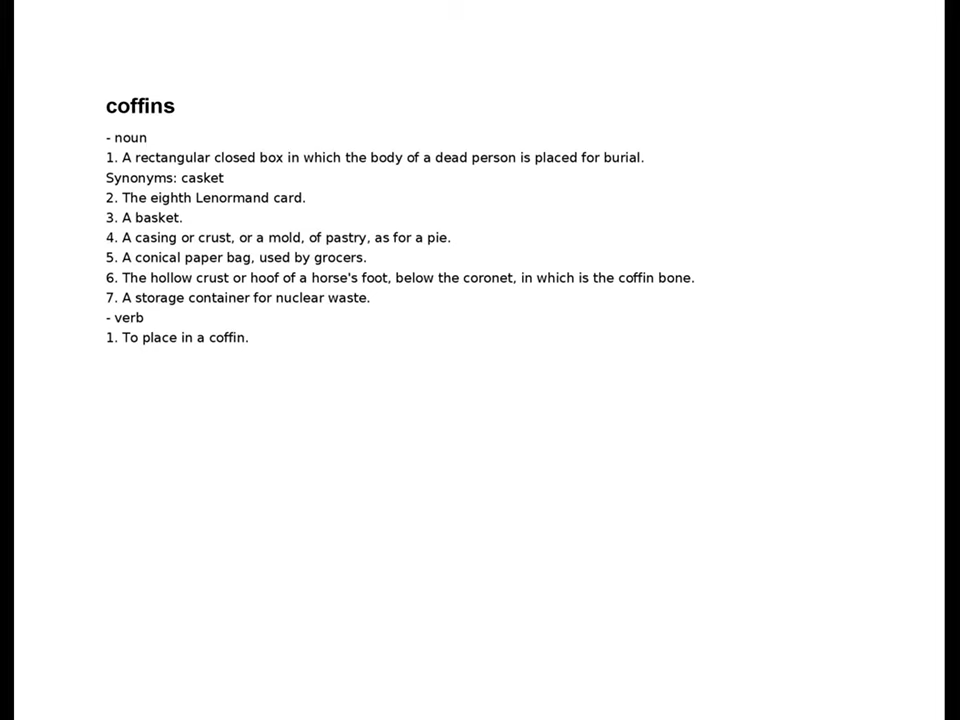 coffins
- noun
1. A rectangular closed box in which the body of a dead person is placed for burial.
Synonyms: casket
2. The eighth Lenormand card.
3. A basket.
4. A casing or crust, or a mold, of pastry, as for a pie.
5. A conical paper bag, used by grocers.
6. The hollow crust or hoof of a horse's foot, below the coronet, in which is the coffin bone.
7. A storage container for nuclear waste.
- verb
1. To place in a coffin.